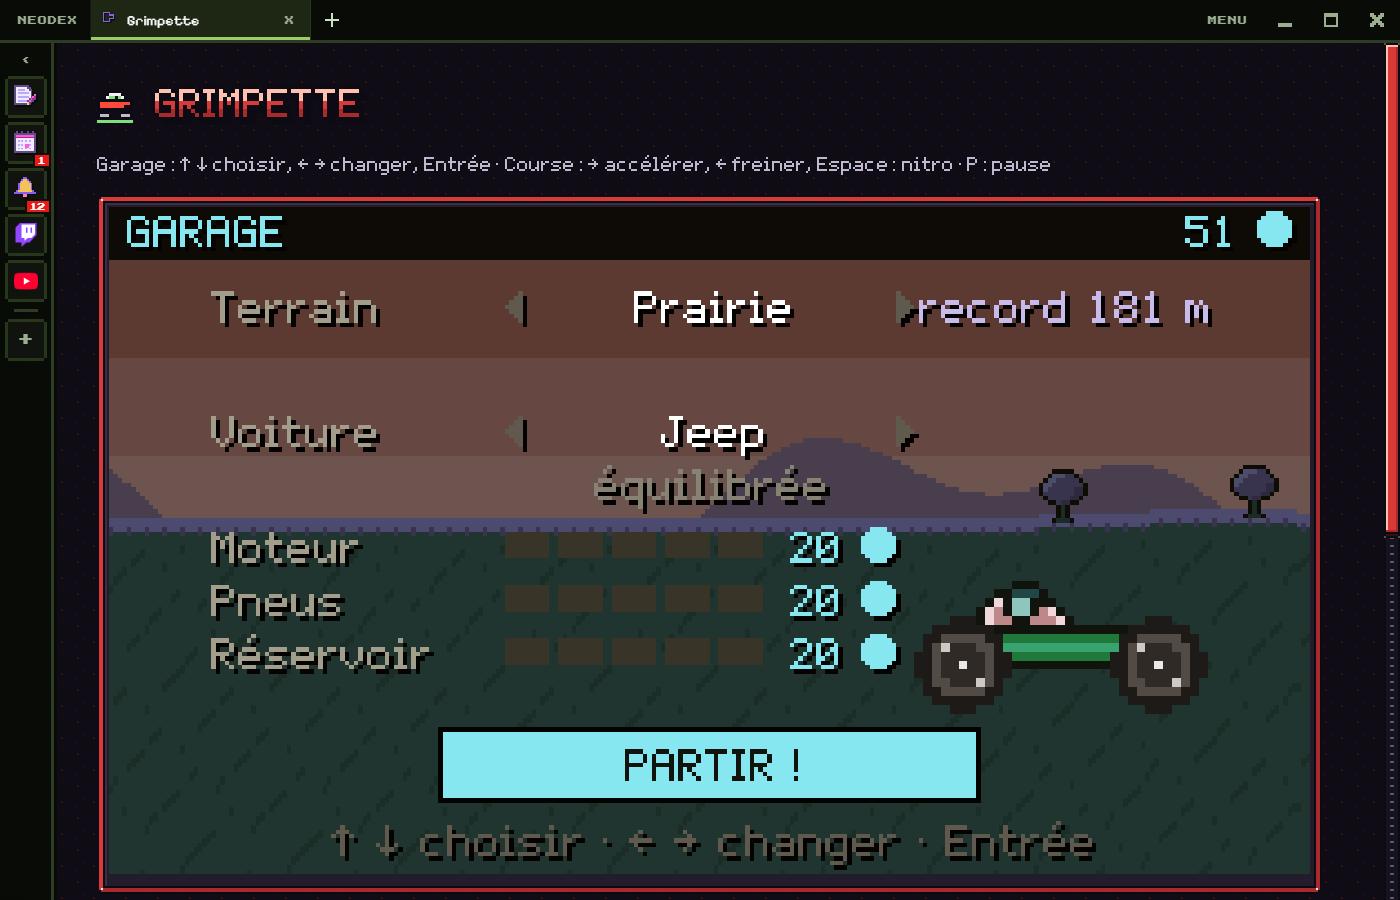 NEODEX
Grimpette
MENU
1
12
GRIMPETTE
Garage : ↑ ↓ choisir, ← → changer, Entrée · Course : → accélérer, ← freiner, Espace : nitro · P : pause
GARAGE 51
Terrain Prairie record 181 m
Voiture Jeep
équilibrée
Moteur 20
Pneus 20
Réservoir 20
PARTIR !
↑ ↓ choisir · ← → changer · Entrée